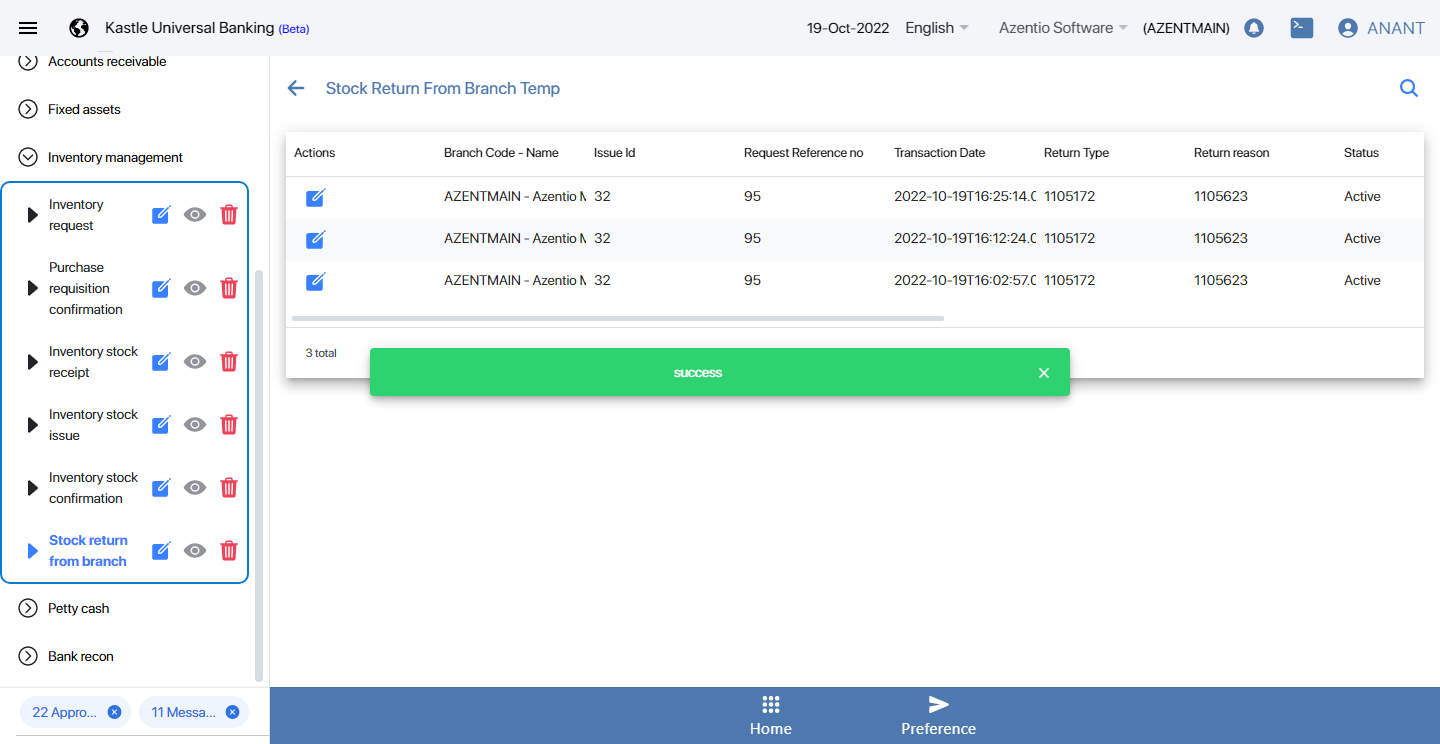 Kastle Universal Banking (Beta)
19-Oct-2022 English Azentio Software (AZENTMAIN) ANANT
Accounts receivable
Fixed assets
Inventory management
Inventory
request
Purchase
requisition
confirmation
Inventory stock
receipt
Inventory stock
issue
Inventory stock
confirmation
Stock return
from branch
Petty cash
Bank recon
22 Appro...
11 Messa...
Stock Return From Branch Temp
Actions Branch Code - Name Issue Id Request Reference no Transaction Date Return Type Return reason Status
AZENTMAIN - Azentio M 32 95 2022-10-19T16:25:14.0 1105172 1105623 Active
AZENTMAIN - Azentio M 32 95 2022-10-19T16:12:24.0 1105172 1105623 Active
AZENTMAIN - Azentio M 32 95 2022-10-19T16:02:57.0 1105172 1105623 Active
3 total
success
Home
Preference